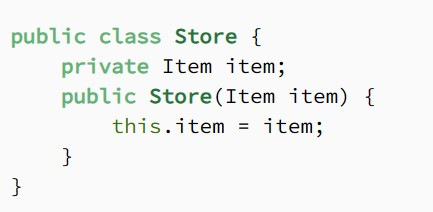 public class Store {
    private Item item;
    public Store(Item item) {
        this.item = item;
    }
}